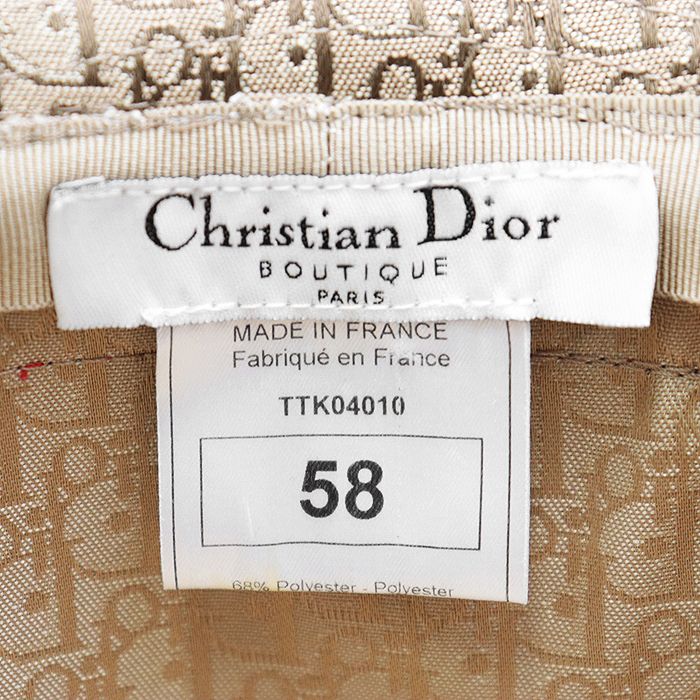 Christian Dior
BOUTIQUE
PARIS
MADE IN FRANCE
Fabriqué en France
TTK04010
58
68% Polyester - Polyester